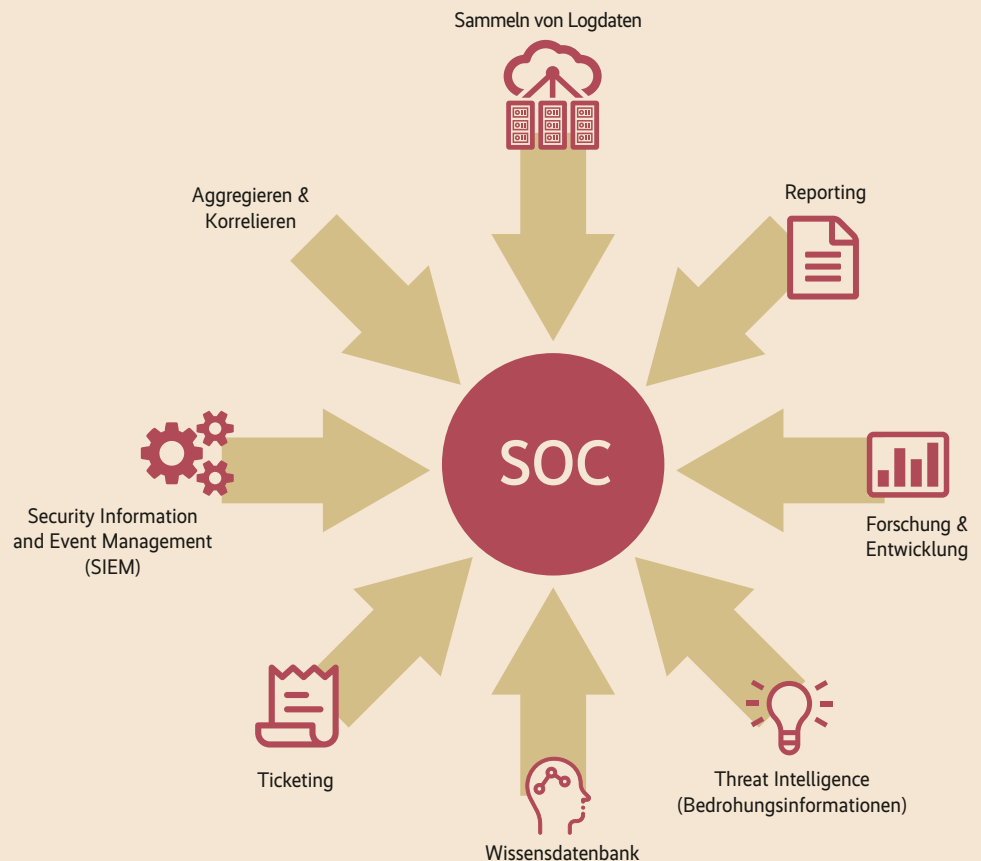 Sammeln von Logdaten
Aggregieren &
Korrelieren
Reporting
SOC
Security Information
and Event Management
(SIEM)
Forschung &
Entwicklung
Ticketing
Threat Intelligence
(Bedrohungsinformationen)
Wissensdatenbank